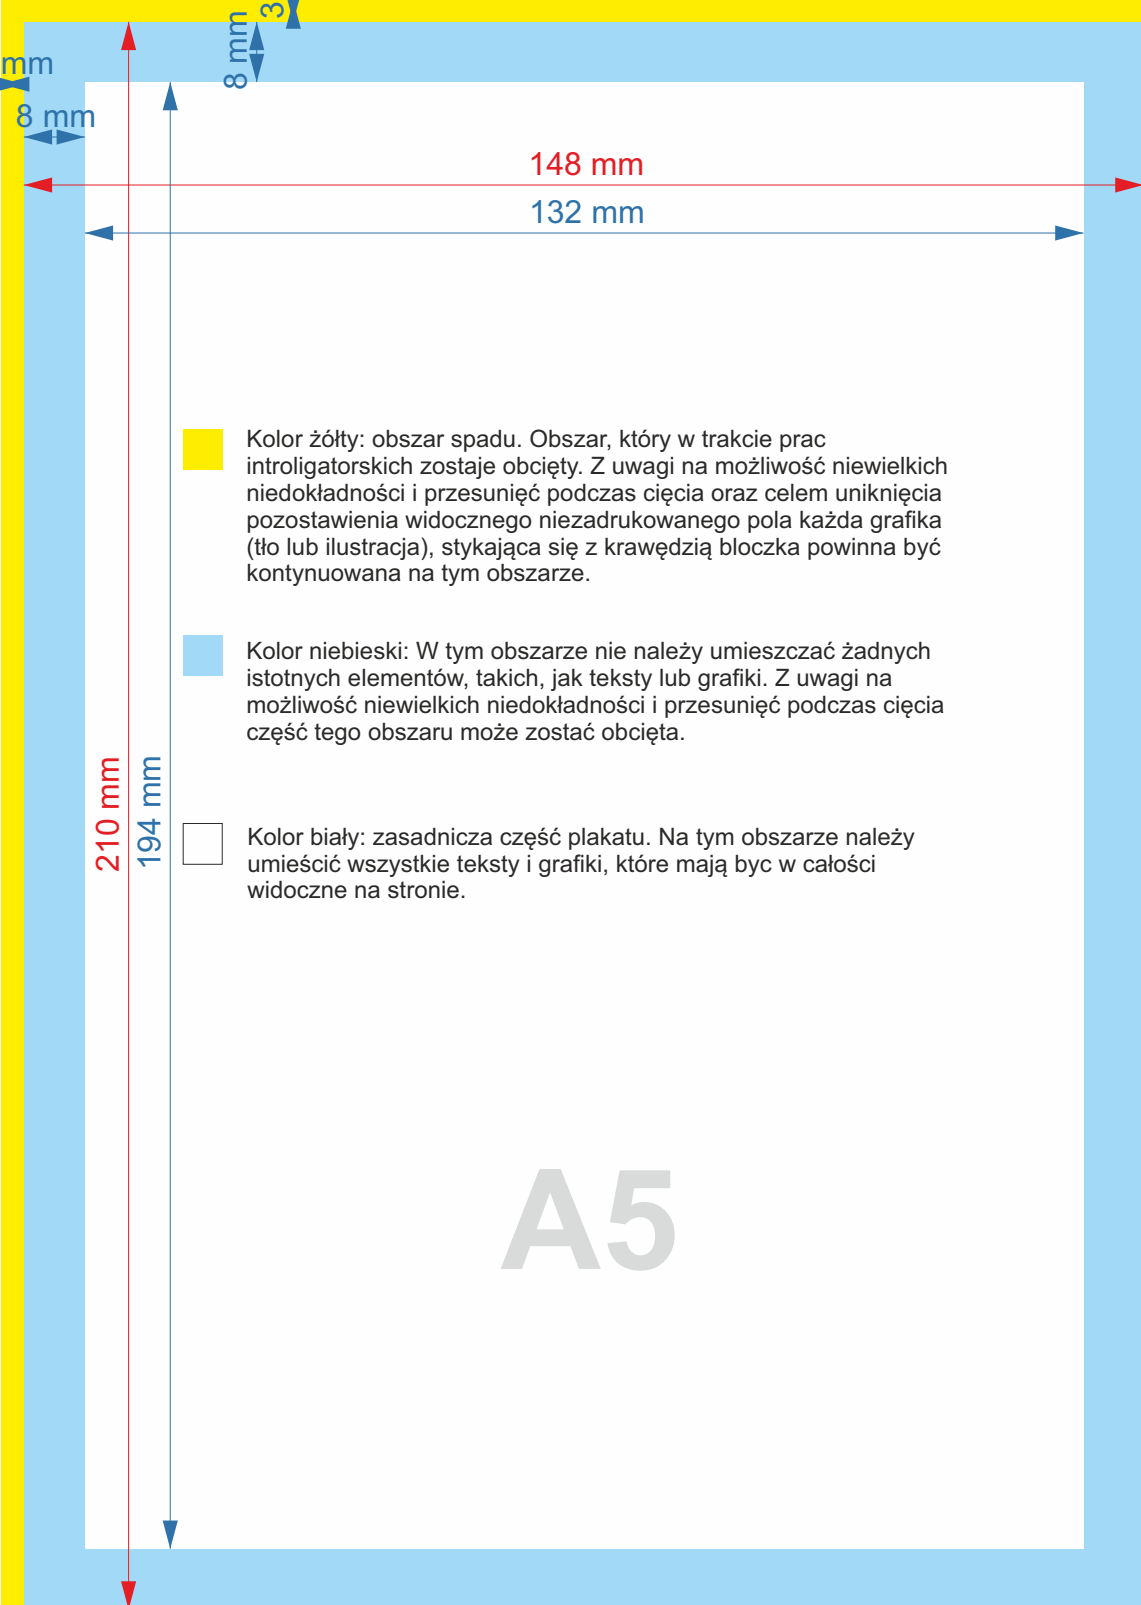 3
8 mm
mm
8 mm
148 mm
132 mm
Kolor żółty: obszar spadu. Obszar, który w trakcie prac
introligatorskich zostaje obcięty. Z uwagi na możliwość niewielkich
niedokładności i przesunięć podczas cięcia oraz celem uniknięcia
pozostawienia widocznego niezadrukowanego pola każda grafika
(tło lub ilustracja), stykająca się z krawędzią bloczka powinna być
kontynuowana na tym obszarze.
Kolor niebieski: W tym obszarze nie należy umieszczać żadnych
istotnych elementów, takich, jak teksty lub grafiki. Z uwagi na
możliwość niewielkich niedokładności i przesunięć podczas cięcia
część tego obszaru może zostać obcięta.
210 mm
194 mm
Kolor biały: zasadnicza część plakatu. Na tym obszarze należy
umieścić wszystkie teksty i grafiki, które mają byc w całości
widoczne na stronie.
A5